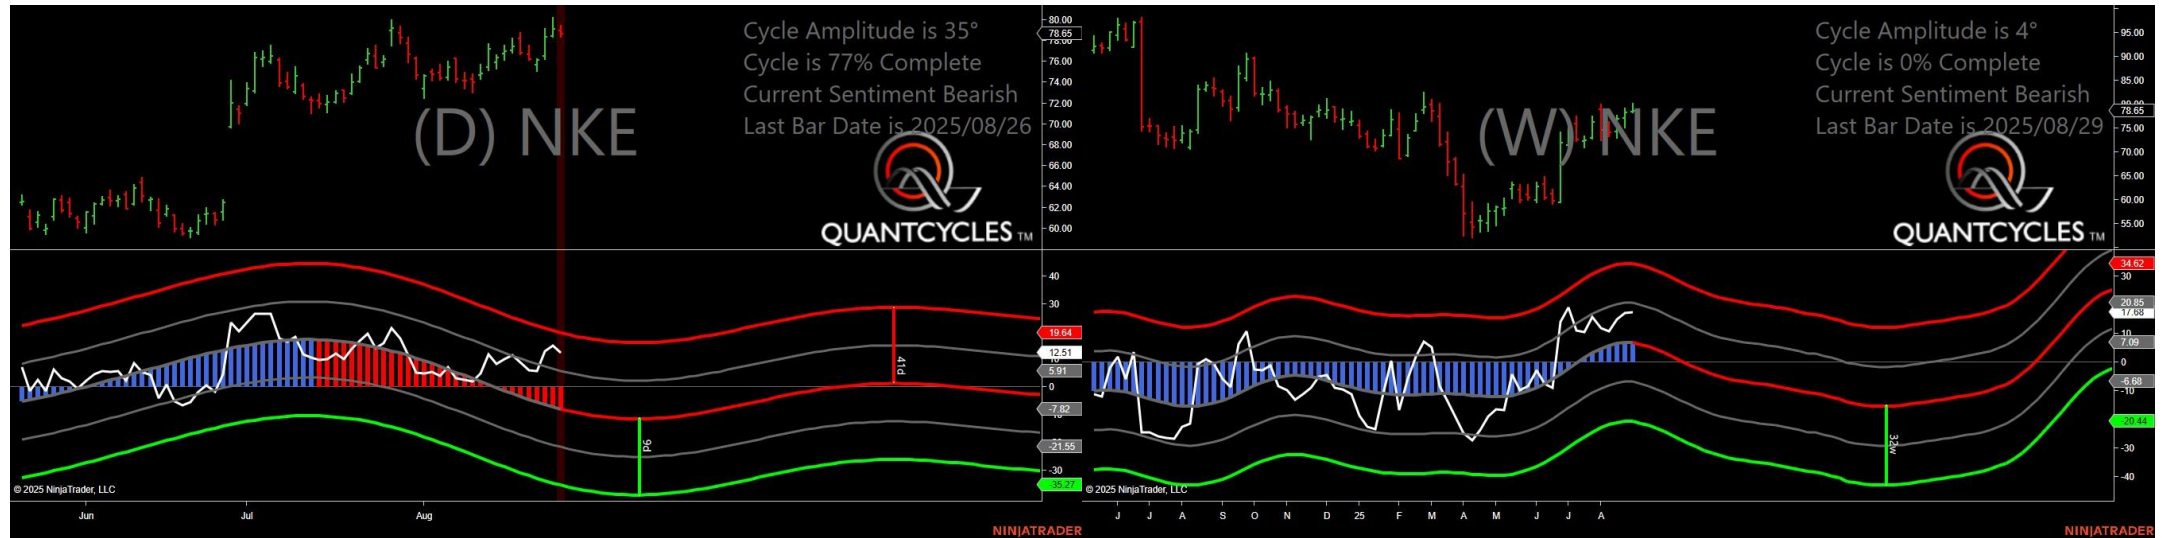 Cycle Amplitude is 35°
Cycle is 77% Complete
Current Sentiment Bearish
Last Bar Date is 2025/08/26
(D) NKE
QUANTCYCLES TM
80.00
78.65
76.00
74.00
72.00
70.00
68.00
66.00
64.00
62.00
60.00
40
30
19.64
12.51
5.91
0
-7.82
-21.55
-30
-35.27
41d
9d
© 2025 NinjaTrader, LLC
Jun Jul Aug
NINJATRADER
Cycle Amplitude is 4°
Cycle is 0% Complete
Current Sentiment Bearish
Last Bar Date is 2025/08/29
(W) NKE
QUANTCYCLES TM
95.00
90.00
85.00
78.65
75.00
70.00
65.00
60.00
55.00
34.62
30
20.85
17.68
10
7.09
0
-6.68
-10
-20.44
-30
-40
32w
© 2025 NinjaTrader, LLC
J J A S O N D 25 F M A M J J A
NINJATRADER